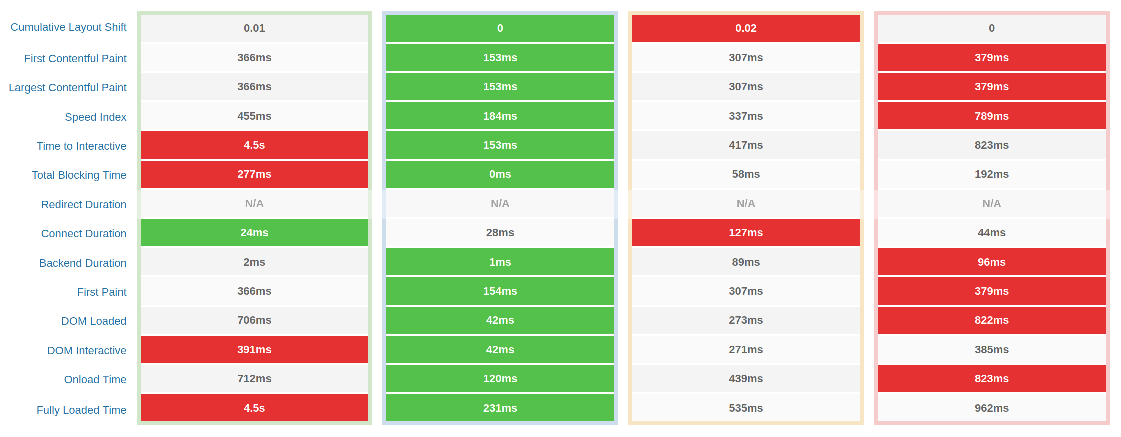 Cumulative Layout Shift 0.01 0 0.02 0
First Contentful Paint 366ms 153ms 307ms 379ms
Largest Contentful Paint 366ms 153ms 307ms 379ms
Speed Index 455ms 184ms 337ms 789ms
Time to Interactive 4.5s 153ms 417ms 823ms
Total Blocking Time 277ms 0ms 58ms 192ms
Redirect Duration N/A N/A N/A N/A
Connect Duration 24ms 28ms 127ms 44ms
Backend Duration 2ms 1ms 89ms 96ms
First Paint 366ms 154ms 307ms 379ms
DOM Loaded 706ms 42ms 273ms 822ms
DOM Interactive 391ms 42ms 271ms 385ms
Onload Time 712ms 120ms 439ms 823ms
Fully Loaded Time 4.5s 231ms 535ms 962ms